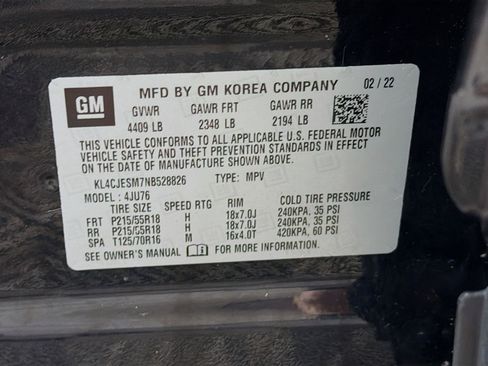 GM
MFD BY GM KOREA COMPANY 02 / 22
GVWR GAWR FRT GAWR RR
4409 LB 2348 LB 2194 LB
THIS VEHICLE CONFORMS TO ALL APPLICABLE U.S. FEDERAL MOTOR
VEHICLE SAFETY AND THEFT PREVENTION STANDARDS IN EFFECT
ON THE DATE OF MANUFACTURE SHOWN ABOVE.
KL4CJESM7NB528826 TYPE: MPV
MODEL: 4JU76
TIRE SIZE SPEED RTG RIM COLD TIRE PRESSURE
FRT P215/55R18 H 18x7.0J 240KPA, 35 PSI
RR P215/55R18 H 18x7.0J 240KPA, 35 PSI
SPA T125/70R16 M 16x4.0T 420KPA, 60 PSI
SEE OWNER'S MANUAL FOR MORE INFORMATION.